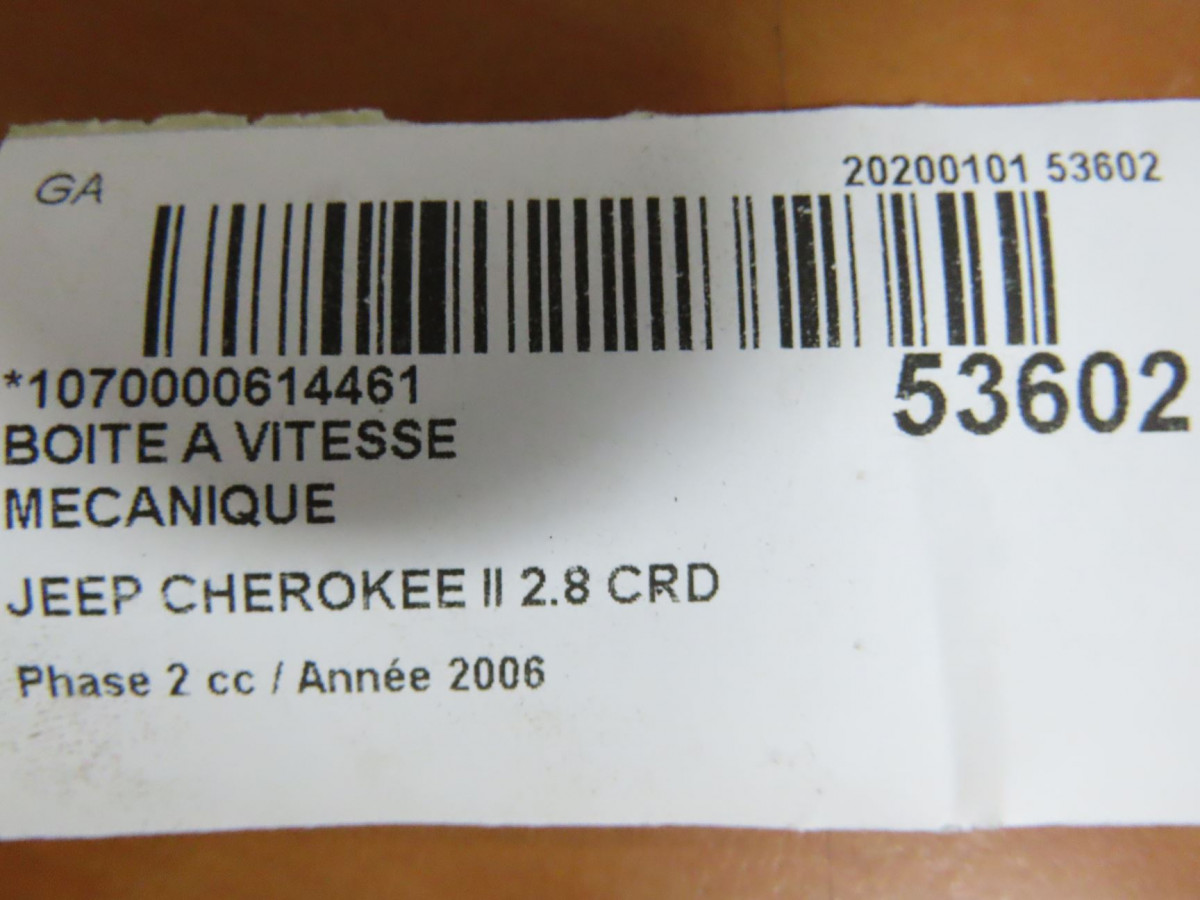 GA
20200101 53602
*1070000614461
53602
BOITE A VITESSE
MECANIQUE
JEEP CHEROKEE II 2.8 CRD
Phase 2 cc / Année 2006